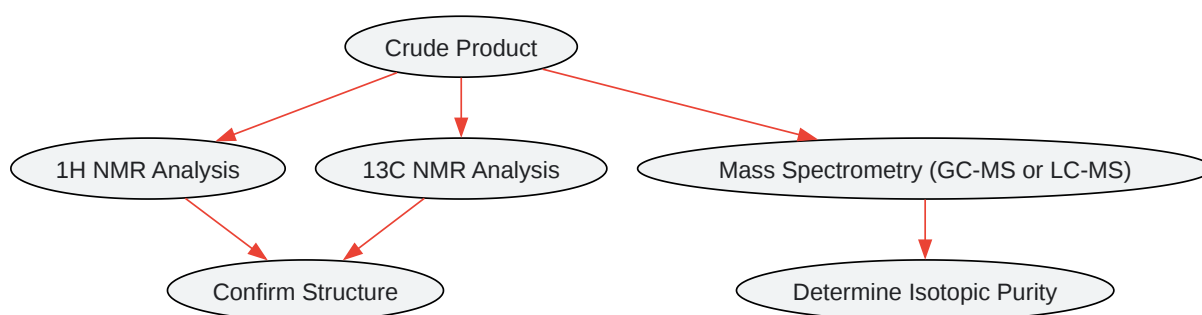 Crude Product
1H NMR Analysis
13C NMR Analysis
Mass Spectrometry (GC-MS or LC-MS)
Confirm Structure
Determine Isotopic Purity